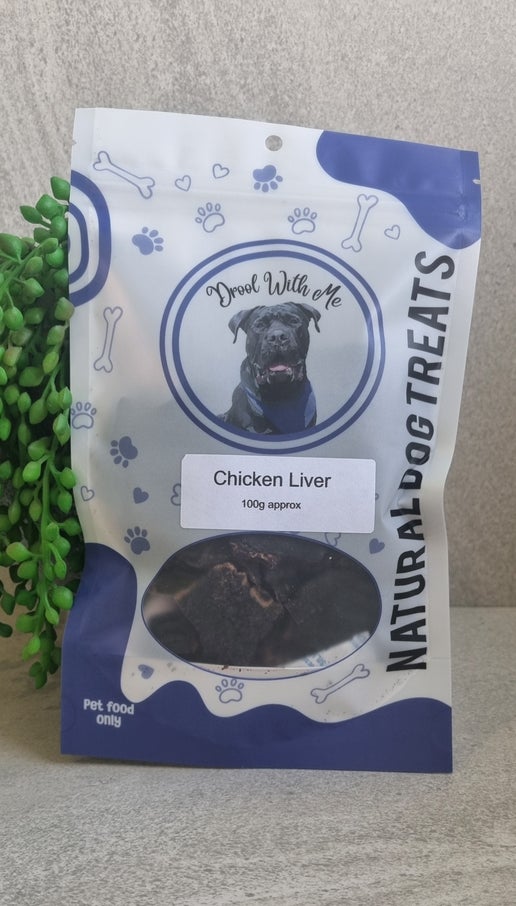 Drool With Me
Chicken Liver
100g approx
NATURAL DOG TREATS
Pet food
only